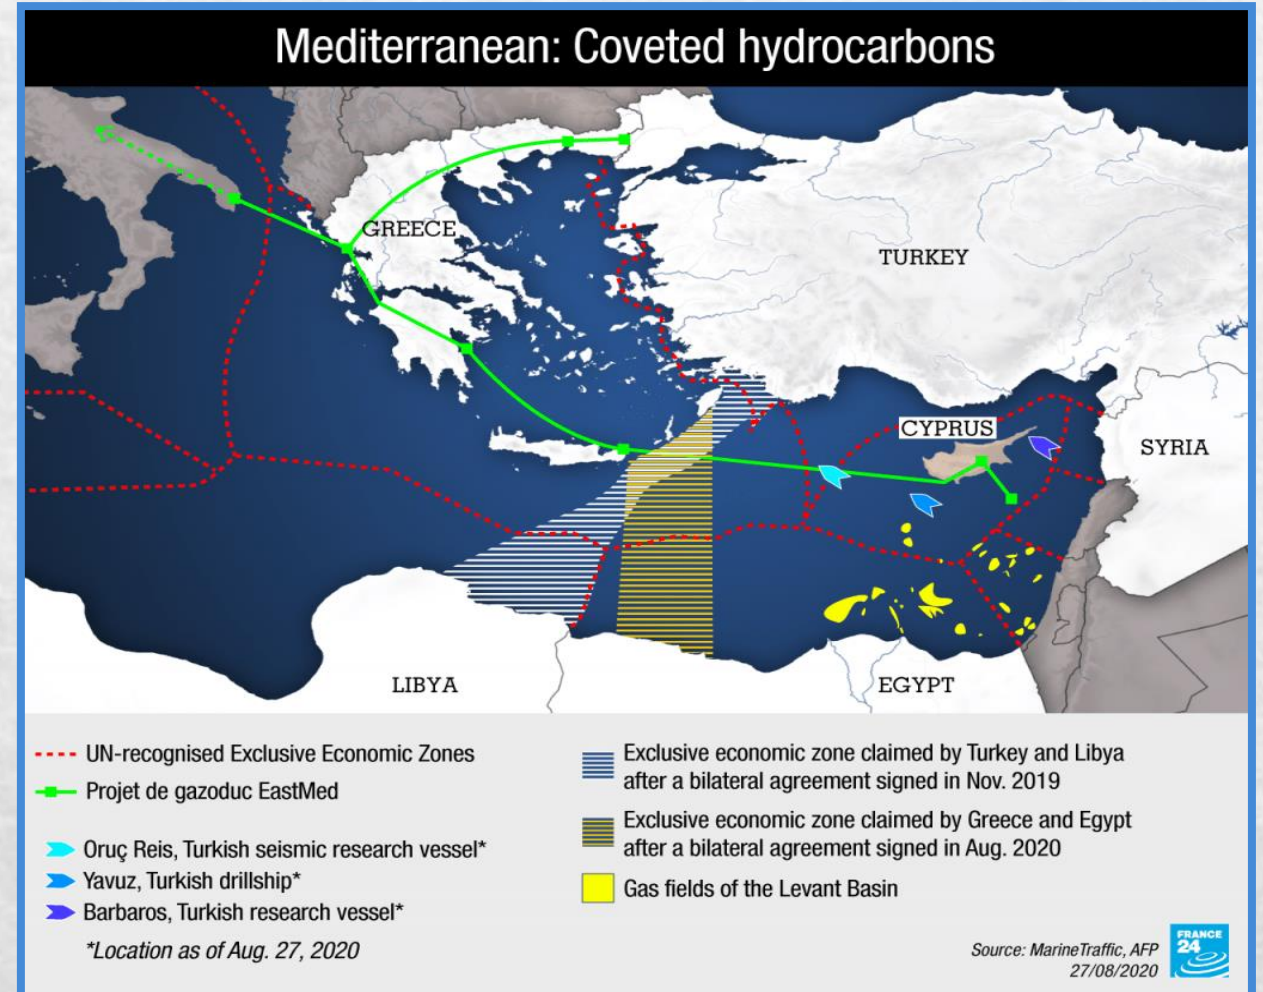 Mediterranean: Coveted hydrocarbons
GREECE
TURKEY
CYPRUS
SYRIA
LIBYA
EGYPT
UN-recognised Exclusive Economic Zones
Projet de gazoduc EastMed
Oruç Reis, Turkish seismic research vessel*
Yavuz, Turkish drillship*
Barbaros, Turkish research vessel*
*Location as of Aug. 27, 2020
Exclusive economic zone claimed by Turkey and Libya
after a bilateral agreement signed in Nov. 2019
Exclusive economic zone claimed by Greece and Egypt
after a bilateral agreement signed in Aug. 2020
Gas fields of the Levant Basin
Source: MarineTraffic, AFP
27/08/2020
FRANCE
24